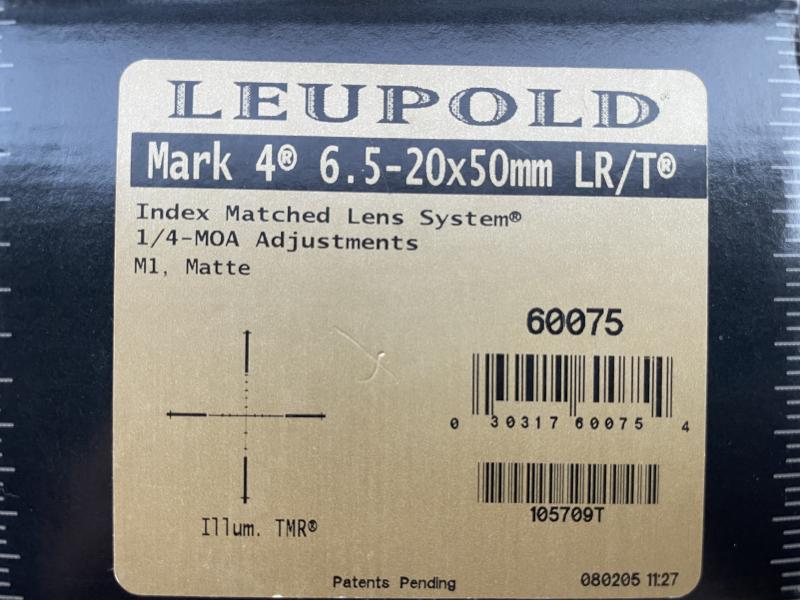 LEUPOLD
Mark 4® 6.5-20x50mm LR/T®
Index Matched Lens System®
1/4-MOA Adjustments
M1, Matte
60075
0 30317 60075 4
105709T
Illum. TMR®
Patents Pending
080205 11:27